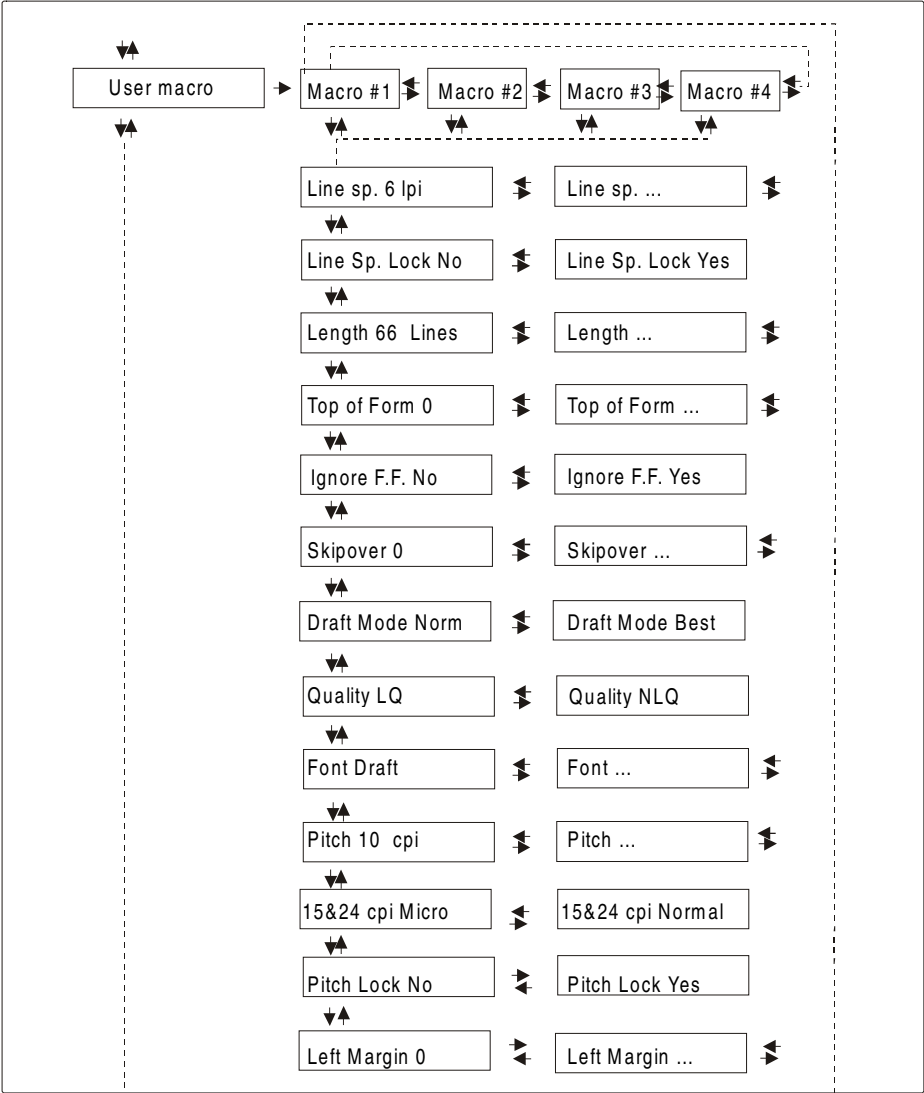 User macro Macro #1 Macro #2 Macro #3 Macro #4
Line sp. 6 lpi Line sp. ...
Line Sp. Lock No Line Sp. Lock Yes
Length 66 Lines Length ...
Top of Form 0 Top of Form ...
Ignore F.F. No Ignore F.F. Yes
Skipover 0 Skipover ...
Draft Mode Norm Draft Mode Best
Quality LQ Quality NLQ
Font Draft Font ...
Pitch 10 cpi Pitch ...
15&24 cpi Micro 15&24 cpi Normal
Pitch Lock No Pitch Lock Yes
Left Margin 0 Left Margin ...